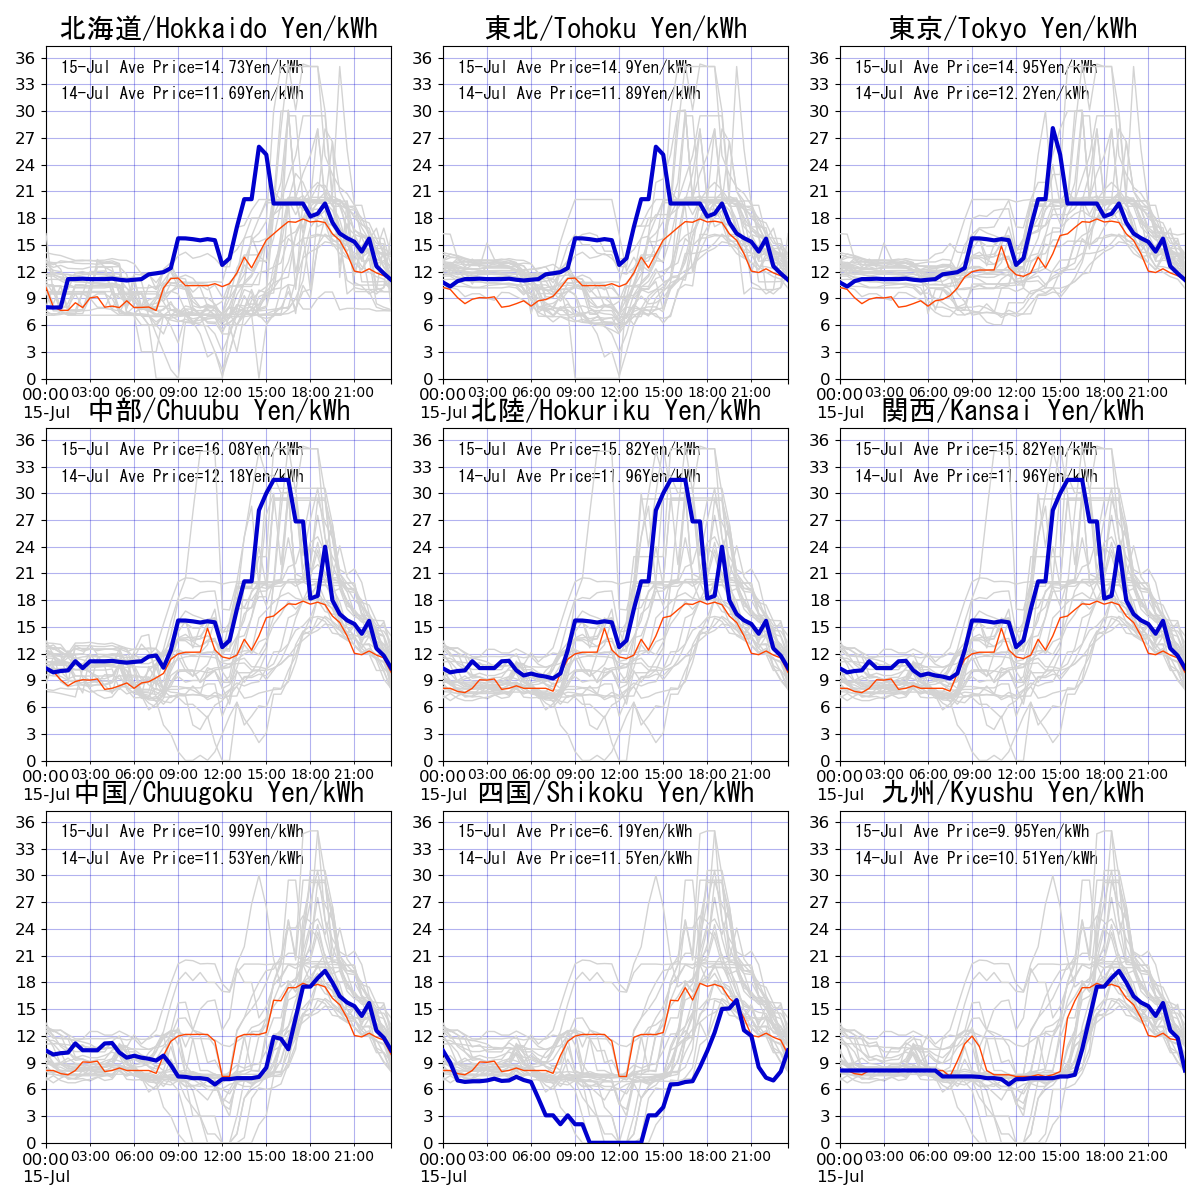 北海道/Hokkaido Yen/kWh
15-Jul Ave Price=14.73Yen/kWh
14-Jul Ave Price=11.69Yen/kWh
36
33
30
27
24
21
18
15
12
9
6
3
0
00:00 03:00 06:00 09:00 12:00 15:00 18:00 21:00
15-Jul
東北/Tohoku Yen/kWh
15-Jul Ave Price=14.9Yen/kWh
14-Jul Ave Price=11.89Yen/kWh
36
33
30
27
24
21
18
15
12
9
6
3
0
00:00 03:00 06:00 09:00 12:00 15:00 18:00 21:00
15-Jul
東京/Tokyo Yen/kWh
15-Jul Ave Price=14.95Yen/kWh
14-Jul Ave Price=12.2Yen/kWh
36
33
30
27
24
21
18
15
12
9
6
3
0
00:00 03:00 06:00 09:00 12:00 15:00 18:00 21:00
15-Jul
中部/Chuubu Yen/kWh
15-Jul Ave Price=16.08Yen/kWh
14-Jul Ave Price=12.18Yen/kWh
36
33
30
27
24
21
18
15
12
9
6
3
0
00:00 03:00 06:00 09:00 12:00 15:00 18:00 21:00
15-Jul
北陸/Hokuriku Yen/kWh
15-Jul Ave Price=15.82Yen/kWh
14-Jul Ave Price=11.96Yen/kWh
36
33
30
27
24
21
18
15
12
9
6
3
0
00:00 03:00 06:00 09:00 12:00 15:00 18:00 21:00
15-Jul
関西/Kansai Yen/kWh
15-Jul Ave Price=15.82Yen/kWh
14-Jul Ave Price=11.96Yen/kWh
36
33
30
27
24
21
18
15
12
9
6
3
0
00:00 03:00 06:00 09:00 12:00 15:00 18:00 21:00
15-Jul
中国/Chuugoku Yen/kWh
15-Jul Ave Price=10.99Yen/kWh
14-Jul Ave Price=11.53Yen/kWh
36
33
30
27
24
21
18
15
12
9
6
3
0
00:00 03:00 06:00 09:00 12:00 15:00 18:00 21:00
15-Jul
四国/Shikoku Yen/kWh
15-Jul Ave Price=6.19Yen/kWh
14-Jul Ave Price=11.5Yen/kWh
36
33
30
27
24
21
18
15
12
9
6
3
0
00:00 03:00 06:00 09:00 12:00 15:00 18:00 21:00
15-Jul
九州/Kyushu Yen/kWh
15-Jul Ave Price=9.95Yen/kWh
14-Jul Ave Price=10.51Yen/kWh
36
33
30
27
24
21
18
15
12
9
6
3
0
00:00 03:00 06:00 09:00 12:00 15:00 18:00 21:00
15-Jul